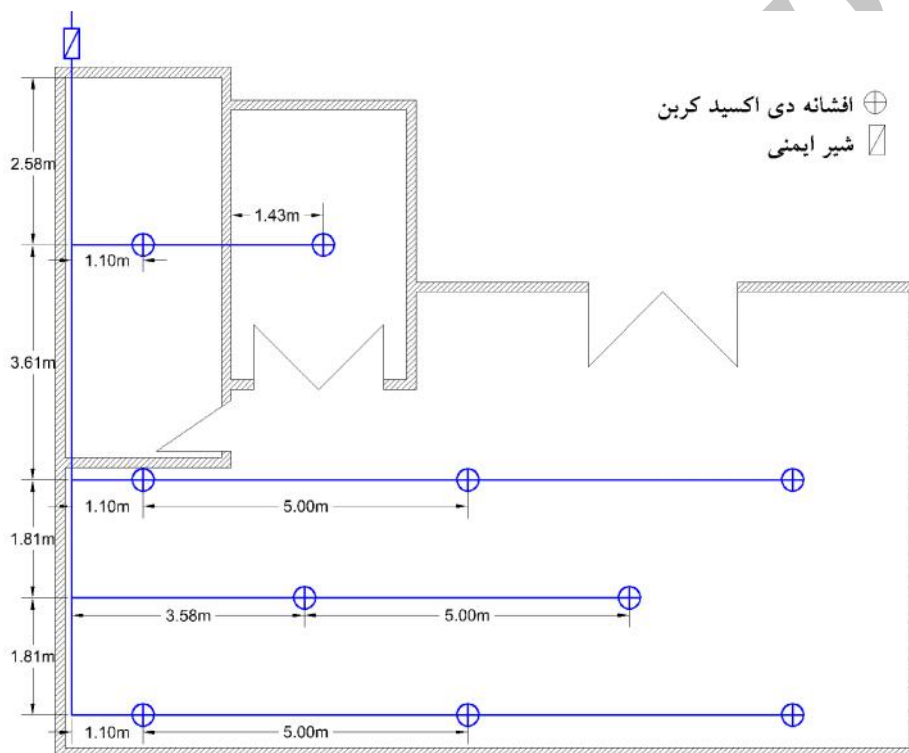 افشانه دی اکسید کربن
شیر ایمنی
2.58m
1.43m
1.10m
3.61m
1.10m
5.00m
1.81m
3.58m
5.00m
1.81m
1.10m
5.00m